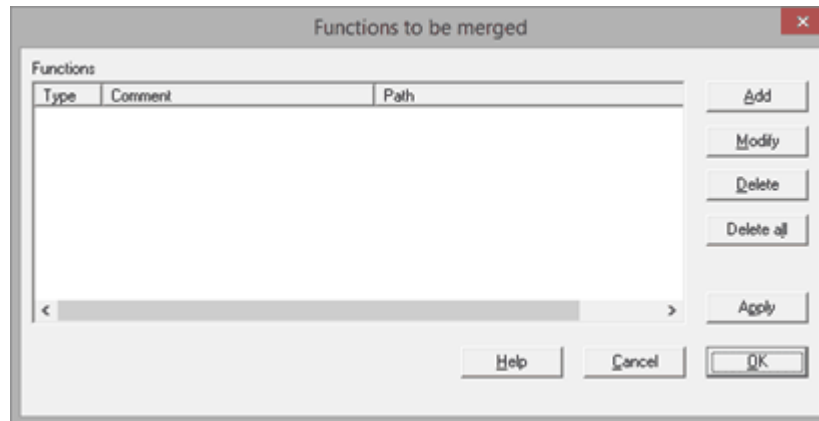 Functions to be merged
Functions
Type Comment Path
Add
Modify
Delete
Delete all
Apply
Help Cancel OK